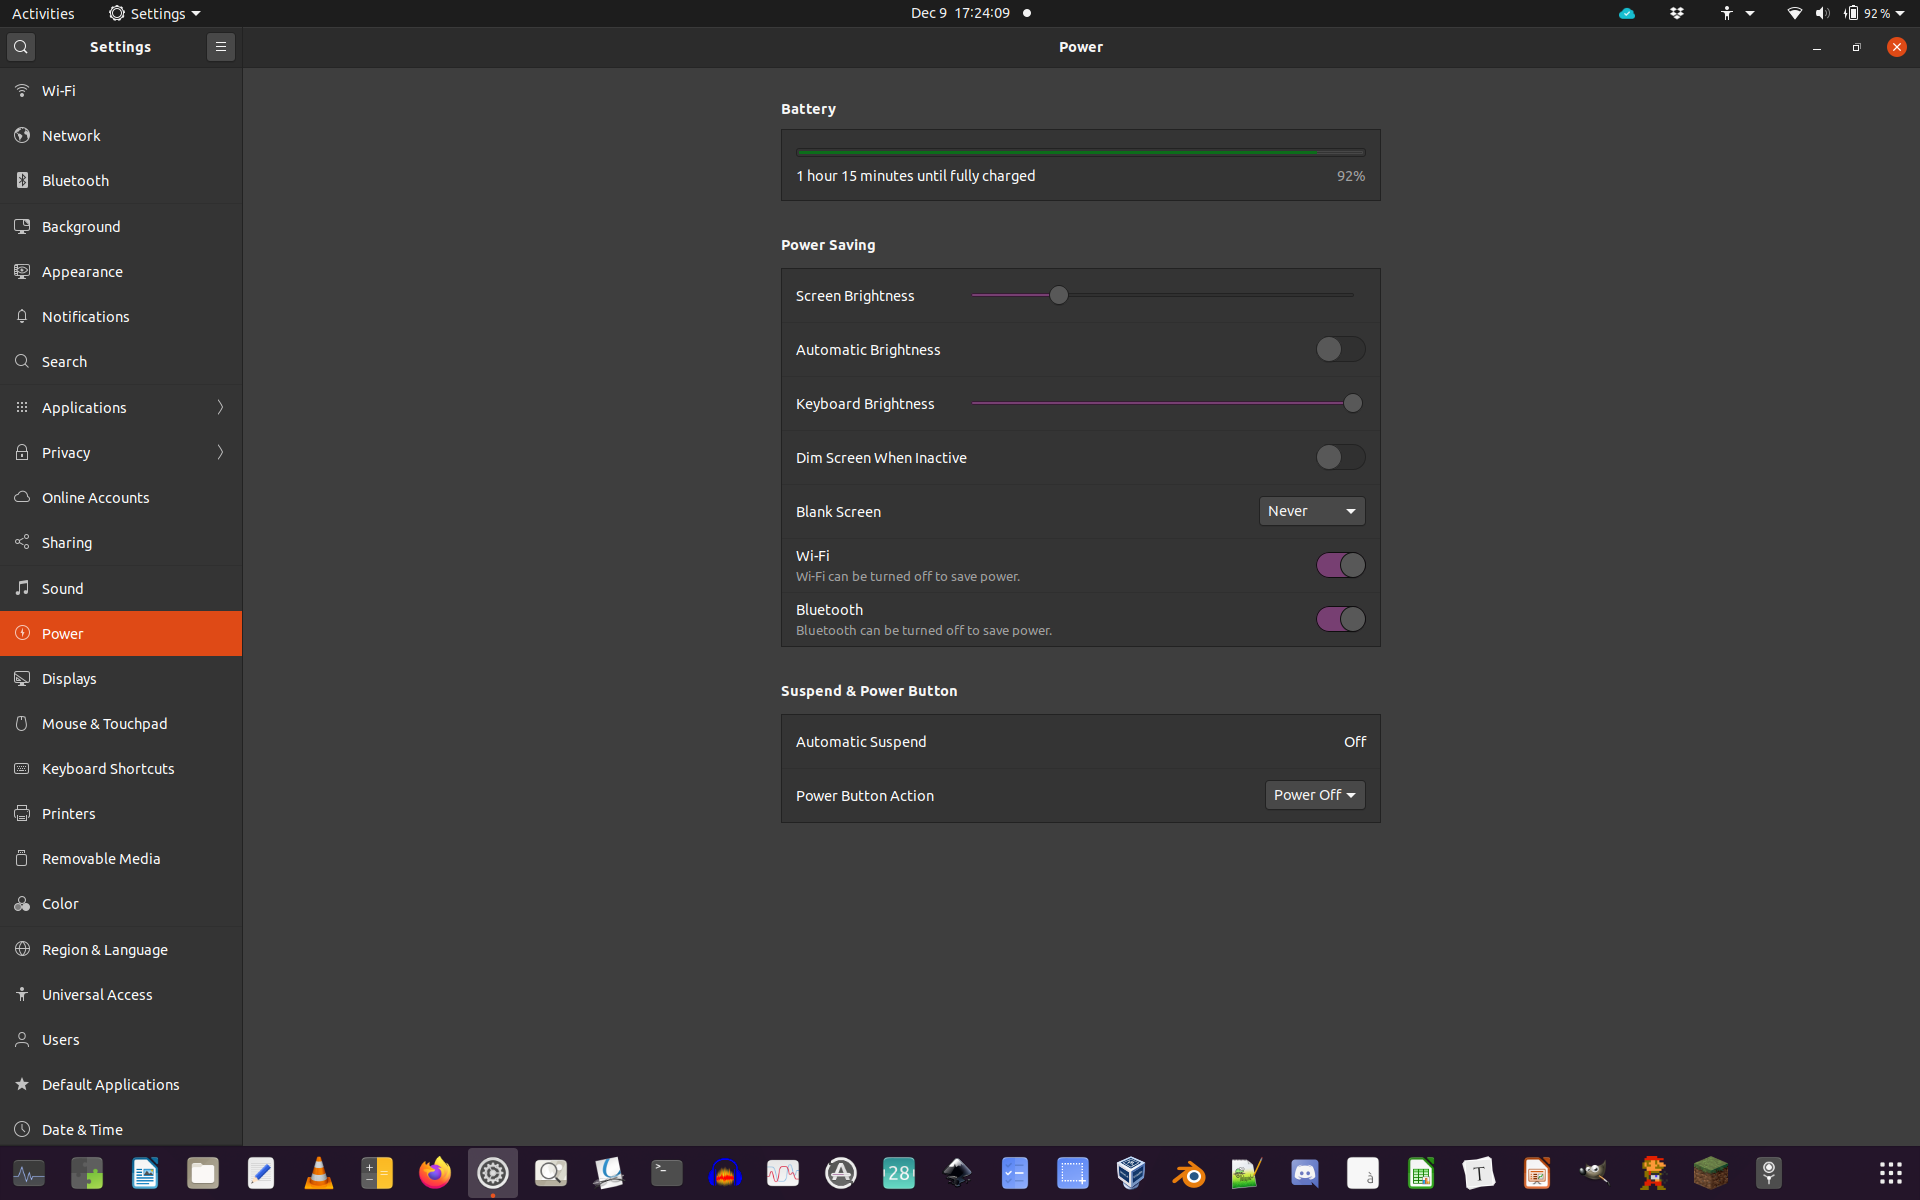 Activities
Settings
Dec 9 17:24:09
92 %
Settings
Power
Wi-Fi
Network
Bluetooth
Background
Appearance
Notifications
Search
Applications
Privacy
Online Accounts
Sharing
Sound
Power
Displays
Mouse & Touchpad
Keyboard Shortcuts
Printers
Removable Media
Color
Region & Language
Universal Access
Users
Default Applications
Date & Time
Battery
1 hour 15 minutes until fully charged 92%
Power Saving
Screen Brightness
Automatic Brightness
Keyboard Brightness
Dim Screen When Inactive
Blank Screen Never
Wi-Fi
Wi-Fi can be turned off to save power.
Bluetooth
Bluetooth can be turned off to save power.
Suspend & Power Button
Automatic Suspend Off
Power Button Action Power Off
>_
28
à
T